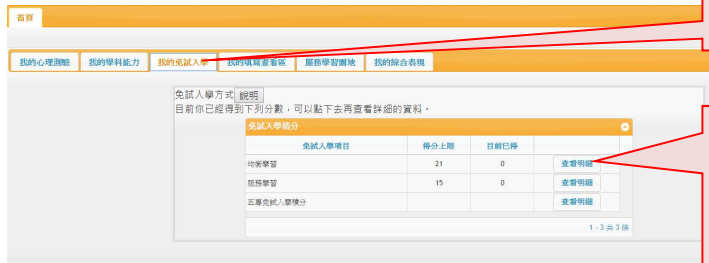 首頁
我的心理測驗 我的學科能力 我的免試入學 我的填寫查看區 服務學習園地 我的綜合表現
免試入學方式 說明
目前你已經得到下列分數，可以點下去再查看詳細的資料。
免試入學積分
免試入學項目 得分上限 目前已得
均衡學習 21 0 查看明細
服務學習 15 0 查看明細
五專免試入學積分 查看明細
1 - 3 共 3 條